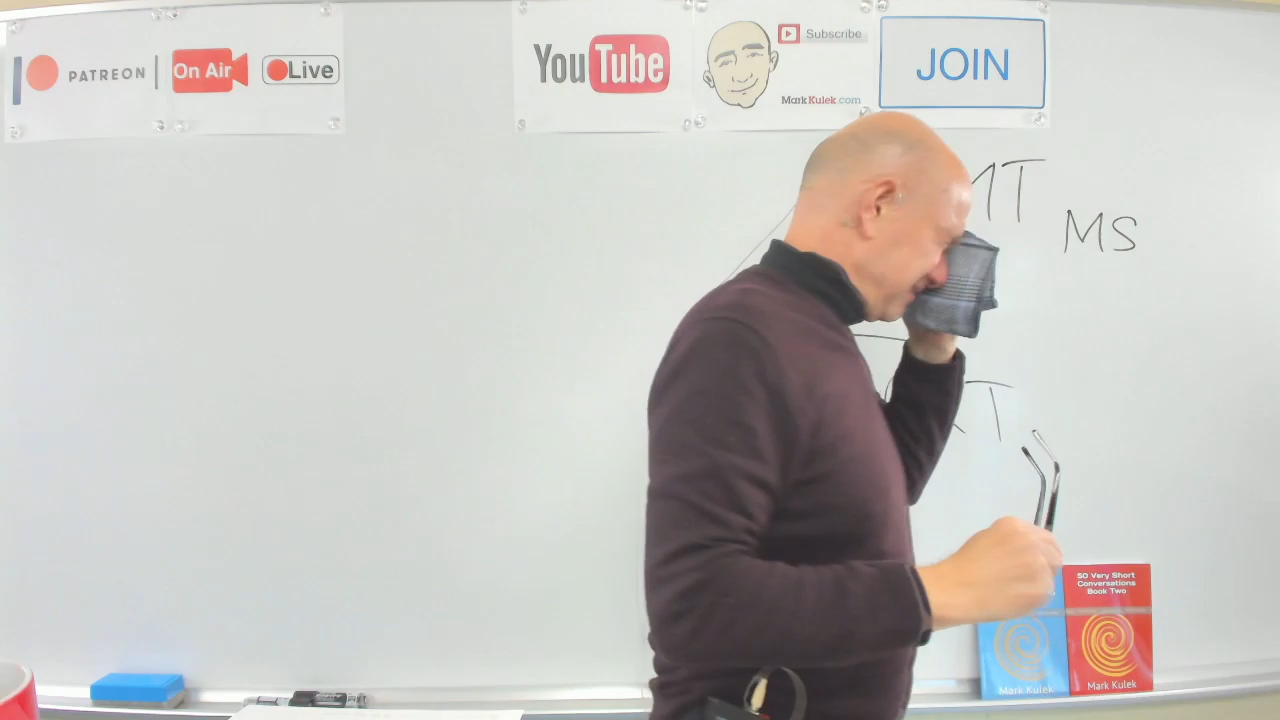 PATREON
On Air
Live
YouTube
Subscribe
MarkKulek.com
JOIN
MS
50 Very Short
Conversations
Book Two
Mark Kulek
Mark Kulek